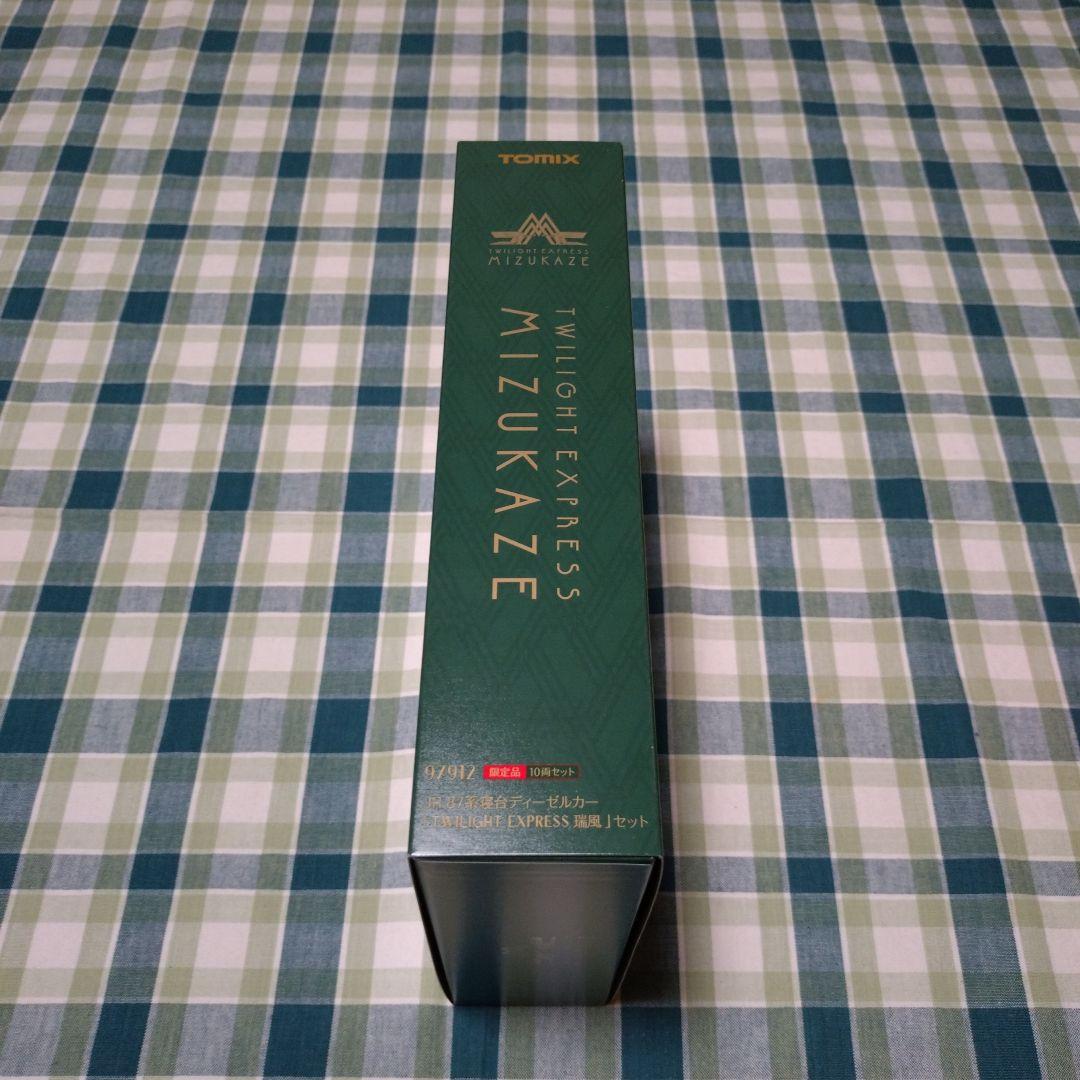 TOMIX
TWILIGHT EXPRESS
MIZUKAZE
TWILIGHT EXPRESS
MIZUKAZE
97912 限定品 10両セット
JR 87系寝台ディーゼルカー
「TWILIGHT EXPRESS 瑞風」セット